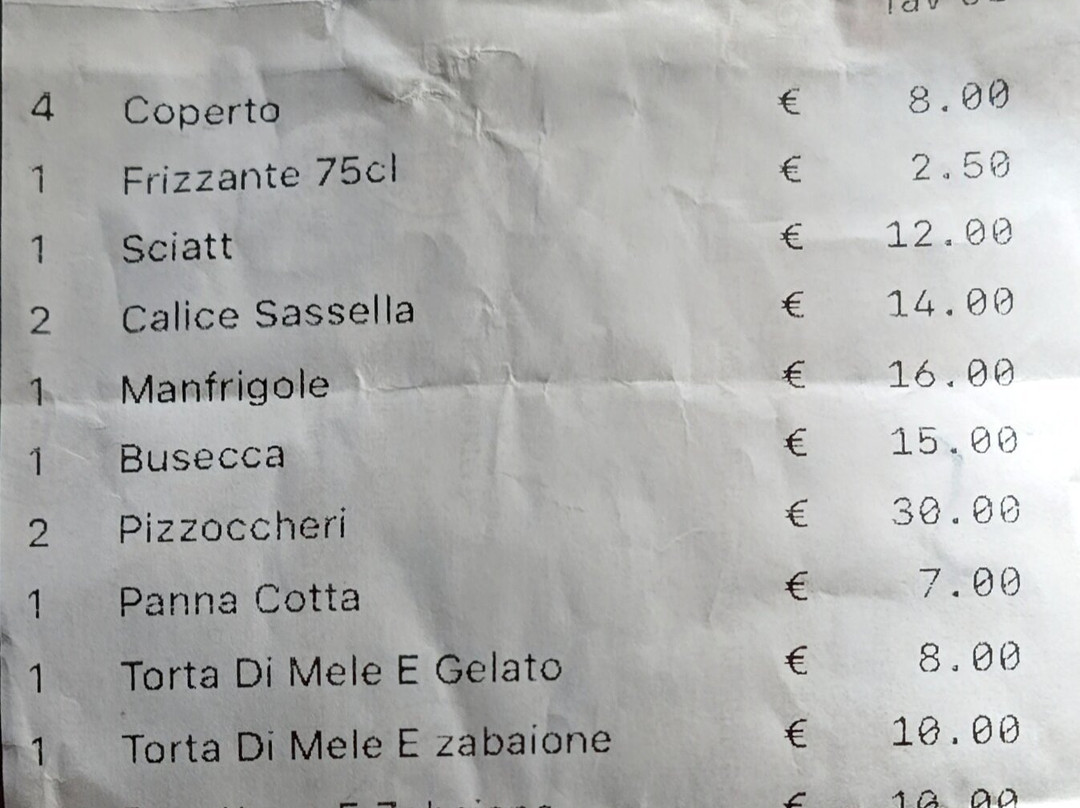 4 Coperto € 8.00
1 Frizzante 75cl € 2.50
1 Sciatt € 12.00
2 Calice Sassella € 14.00
1 Manfrigole € 16.00
1 Busecca € 15.00
2 Pizzoccheri € 30.00
1 Panna Cotta € 7.00
1 Torta Di Mele E Gelato € 8.00
1 Torta Di Mele E zabaione € 10.00